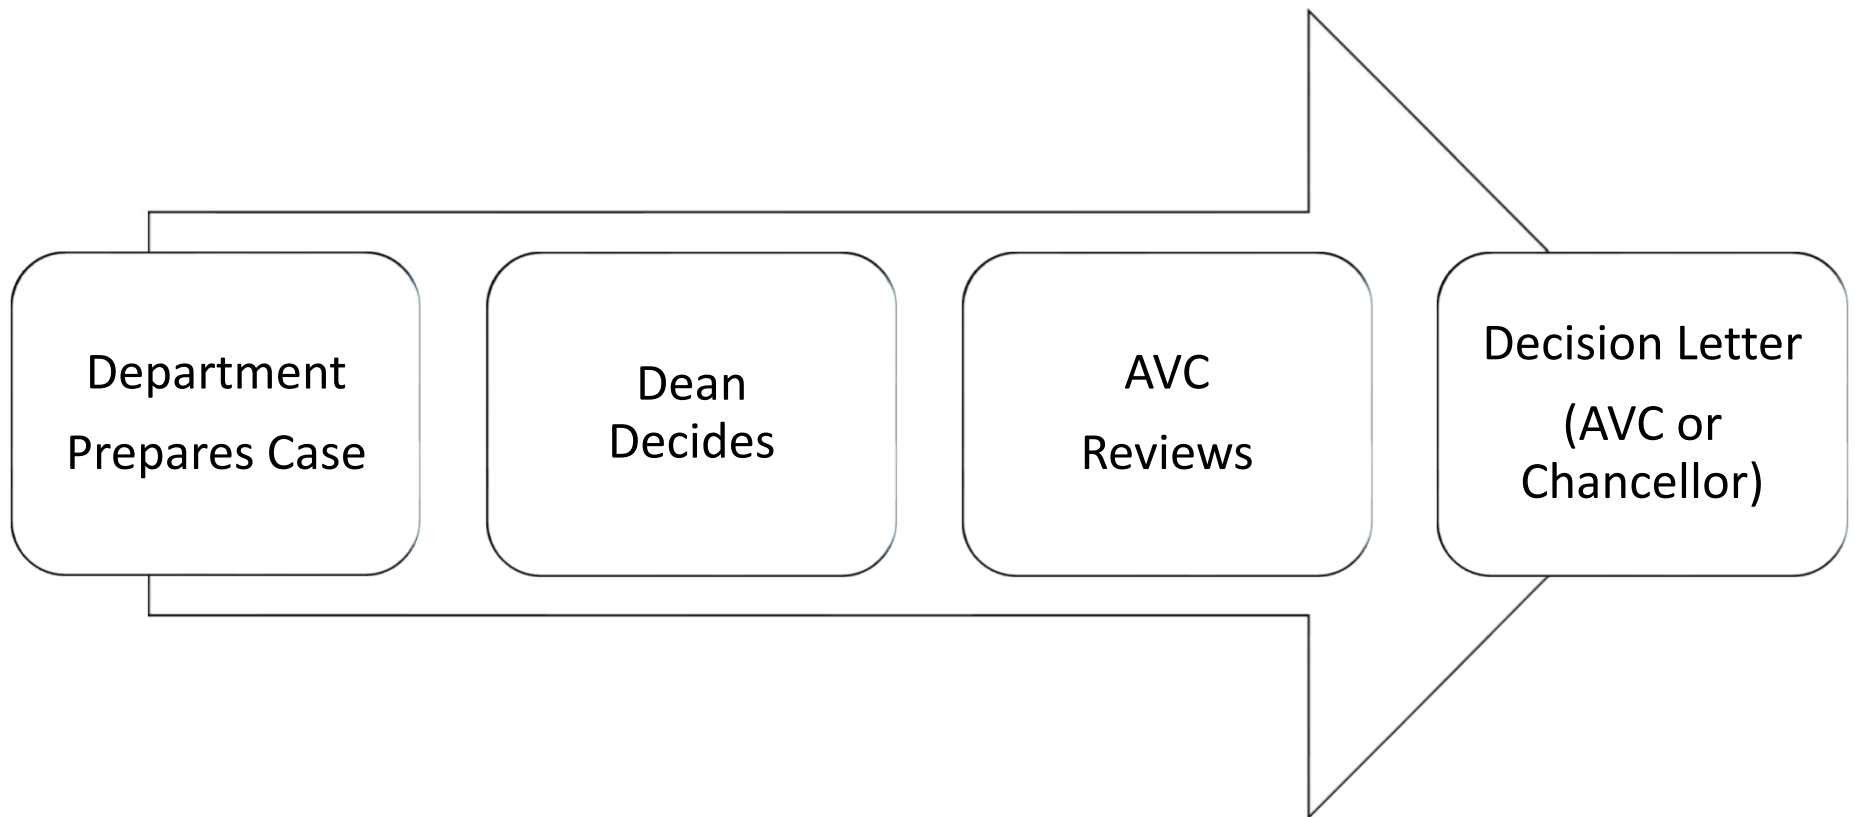 Department
Prepares Case
Dean
Decides
AVC
Reviews
Decision Letter
(AVC or
Chancellor)